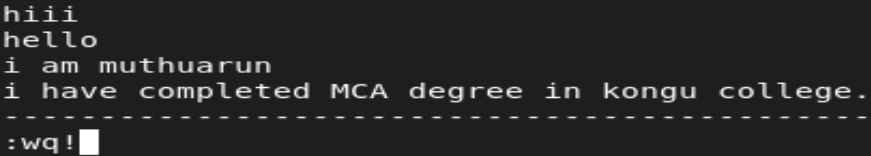 hiii
hello
i am muthuarun
i have completed MCA degree in kongu college.
-----------------------------------------------
:wq!